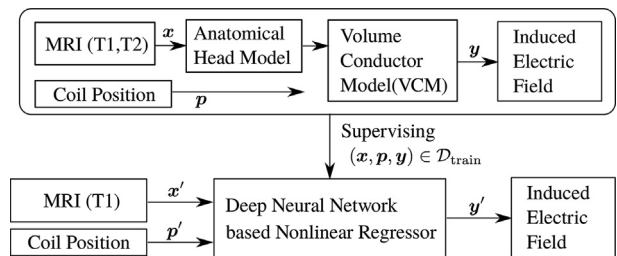 MRI (T1,T2)
x
Anatomical
Head Model
Volume
Conductor
Model(VCM)
y
Induced
Electric
Field
Coil Position
p
Supervising
(x, p, y) ∈ D_train
MRI (T1)
x′
Coil Position
p′
Deep Neural Network
based Nonlinear Regressor
y′
Induced
Electric
Field